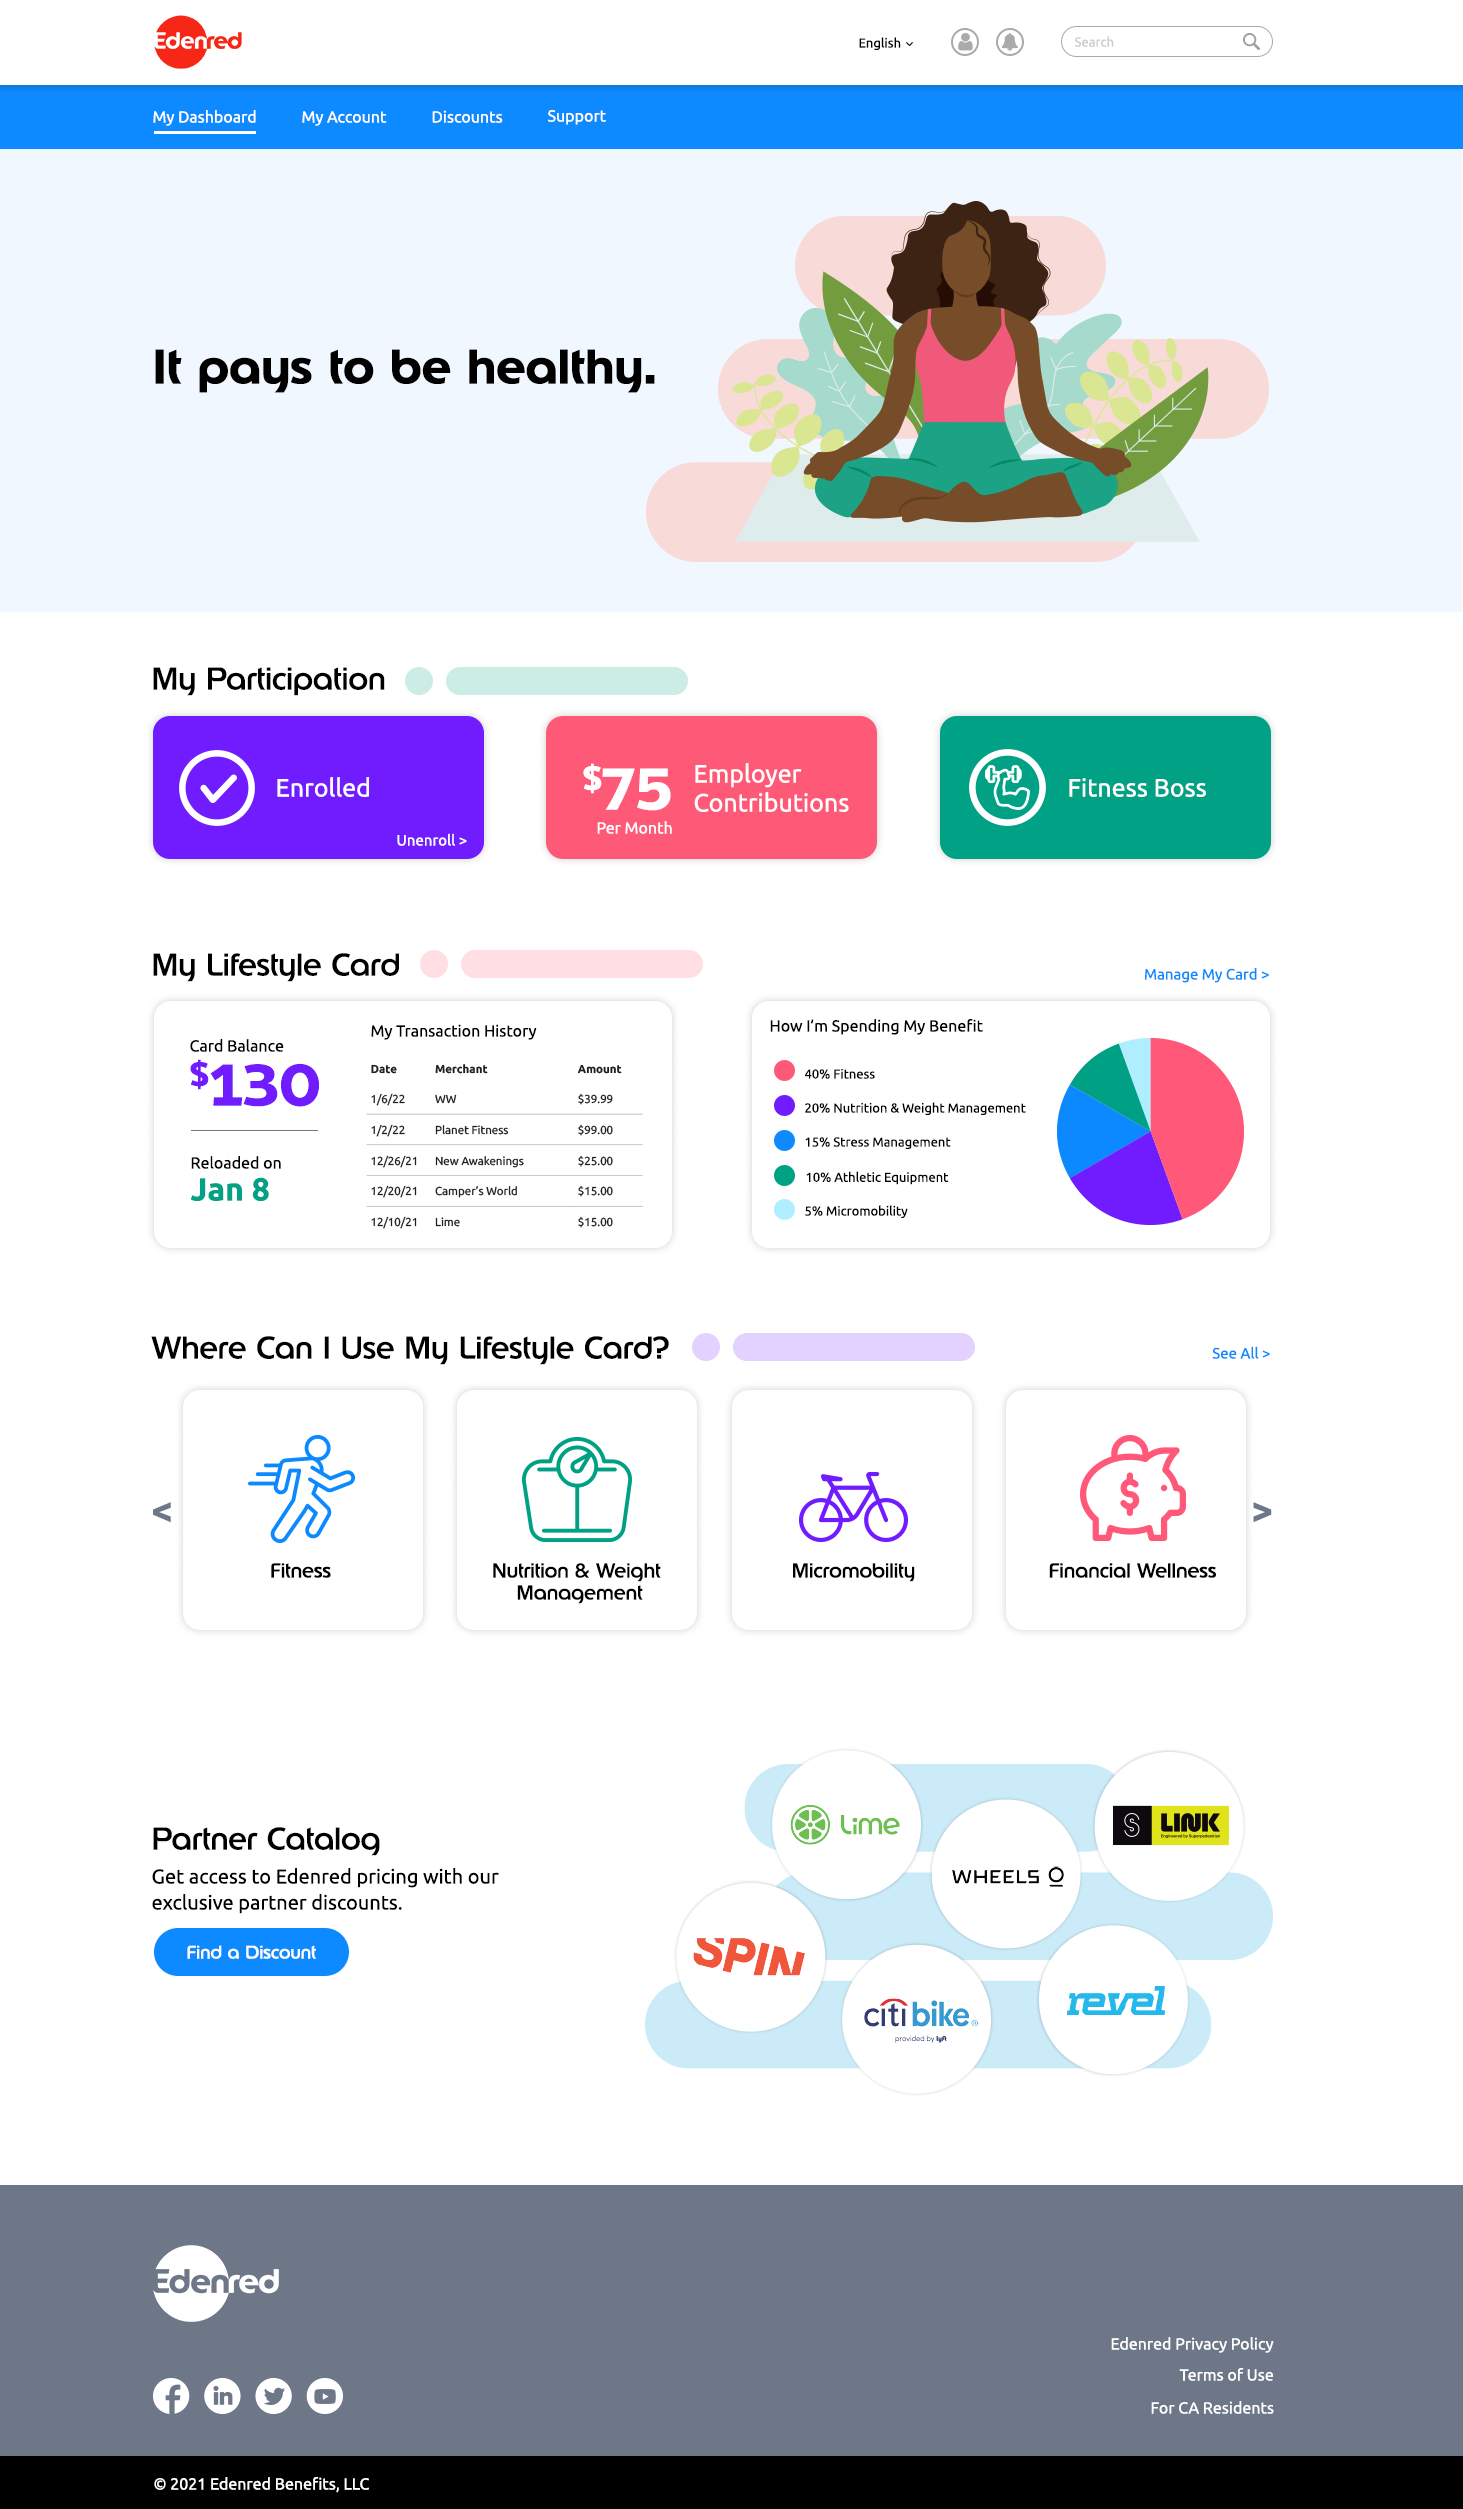 Edenred
English
Search
My Dashboard My Account Discounts Support
It pays to be healthy.
My Participation
Enrolled
Unenroll >
$75
Per Month
Employer
Contributions
Fitness Boss
My Lifestyle Card
Manage My Card >
Card Balance
$130
Reloaded on
Jan 8
My Transaction History
Date Merchant Amount
1/6/22 WW $39.99
1/2/22 Planet Fitness $99.00
12/26/21 New Awakenings $25.00
12/20/21 Camper's World $15.00
12/10/21 Lime $15.00
How I'm Spending My Benefit
40% Fitness
20% Nutrition & Weight Management
15% Stress Management
10% Athletic Equipment
5% Micromobility
Where Can I Use My Lifestyle Card?
See All >
<
Fitness
Nutrition & Weight
Management
Micromobility
$
Financial Wellness
>
Partner Catalog
Get access to Edenred pricing with our
exclusive partner discounts.
Find a Discount
Lime
S LINK
Engineered by Superpedestrian
WHEELS
SPIN
citi bike®
provided by lyft
revel
Edenred
in
Edenred Privacy Policy
Terms of Use
For CA Residents
© 2021 Edenred Benefits, LLC